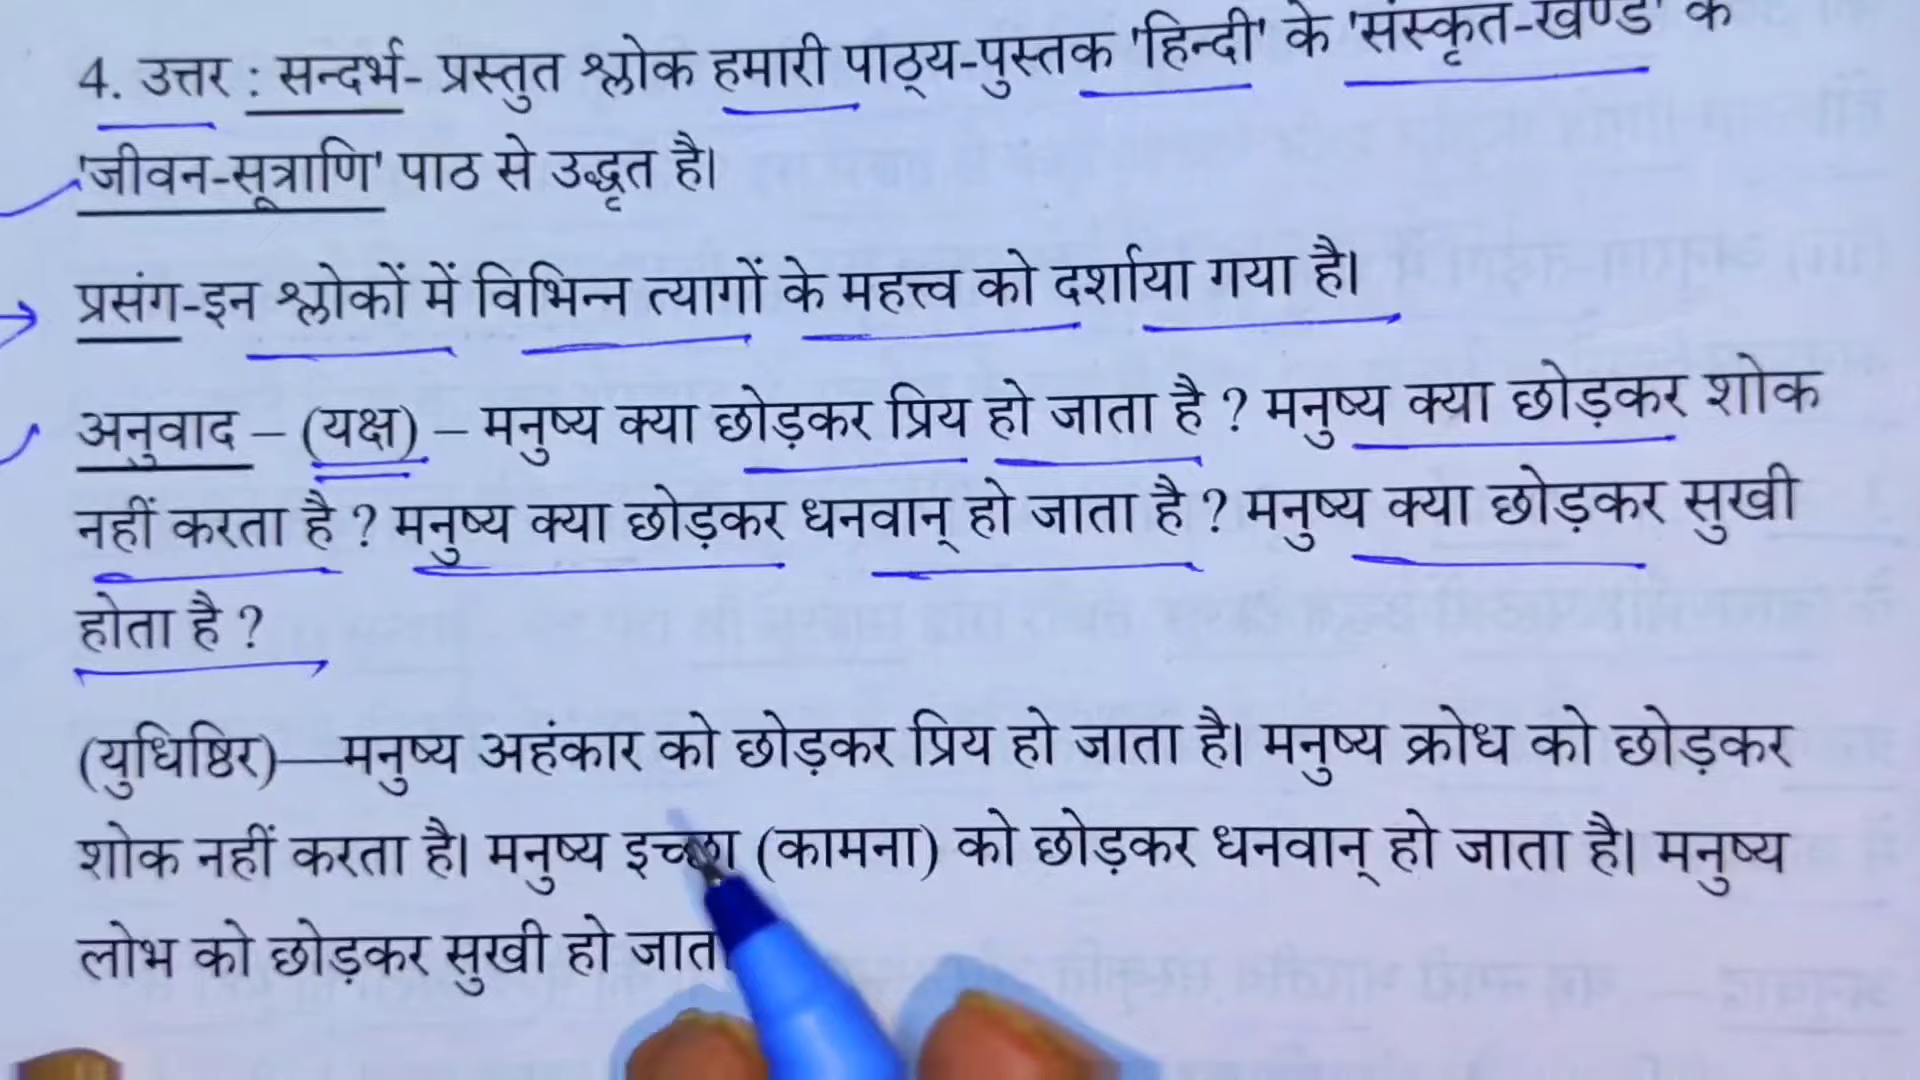 4. उत्तर : सन्दर्भ- प्रस्तुत श्लोक हमारी पाठ्य-पुस्तक 'हिन्दी' के 'संस्कृत-खण्ड' के
'जीवन-सूत्राणि' पाठ से उद्धृत है।
प्रसंग-इन श्लोकों में विभिन्न त्यागों के महत्त्व को दर्शाया गया है।
अनुवाद – (यक्ष) – मनुष्य क्या छोड़कर प्रिय हो जाता है ? मनुष्य क्या छोड़कर शोक
नहीं करता है ? मनुष्य क्या छोड़कर धनवान् हो जाता है ? मनुष्य क्या छोड़कर सुखी
होता है ?
(युधिष्ठिर)—मनुष्य अहंकार को छोड़कर प्रिय हो जाता है। मनुष्य क्रोध को छोड़कर
शोक नहीं करता है। मनुष्य इच्छा (कामना) को छोड़कर धनवान् हो जाता है। मनुष्य
लोभ को छोड़कर सुखी हो जाता